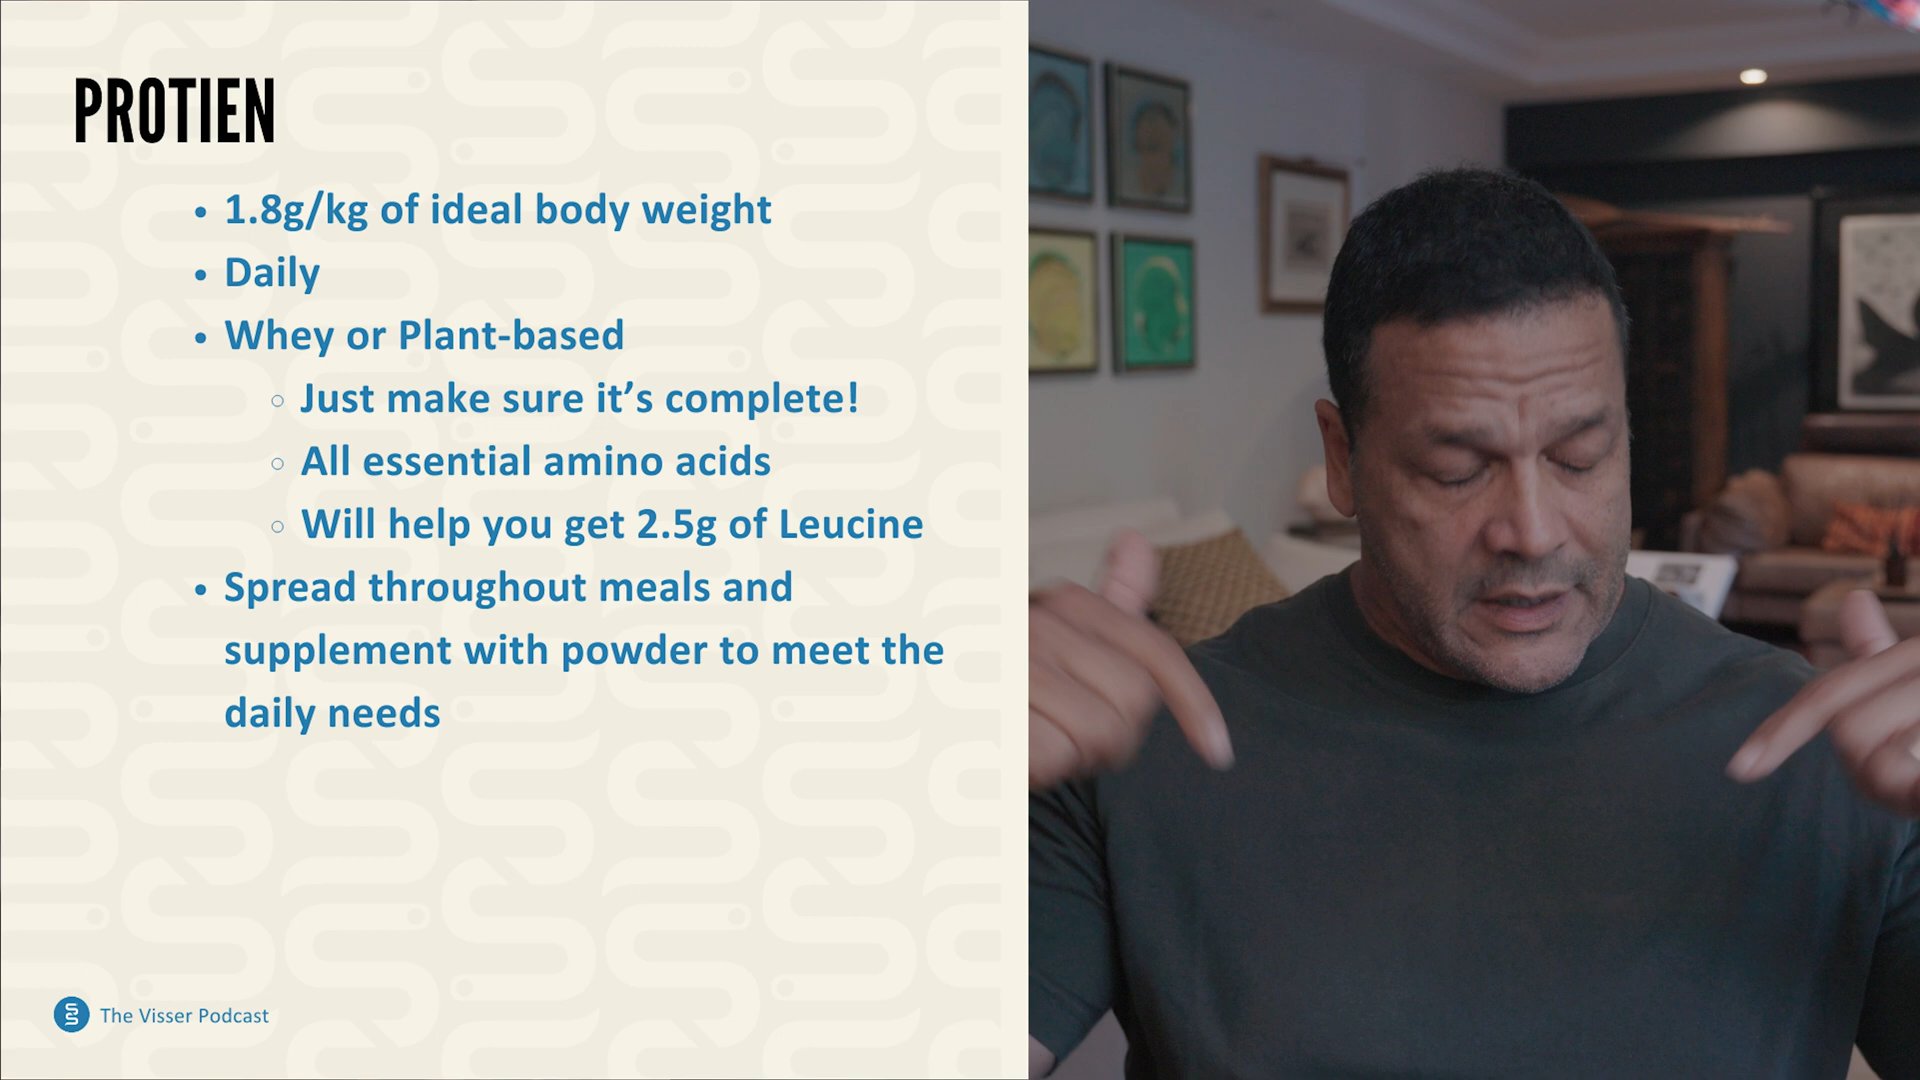 PROTIEN
• 1.8g/kg of ideal body weight
• Daily
• Whey or Plant-based
○ Just make sure it’s complete!
○ All essential amino acids
○ Will help you get 2.5g of Leucine
• Spread throughout meals and
supplement with powder to meet the
daily needs
The Visser Podcast